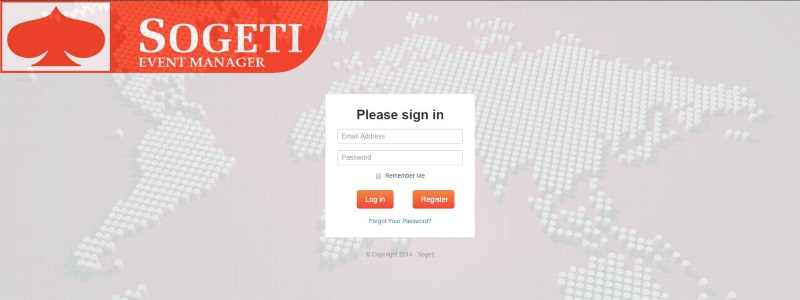 SOGETI
EVENT MANAGER
Please sign in
Email Address
Password
Remember Me
Log in
Register
Forgot Your Password?
© Copyright 2014 - Sogeti